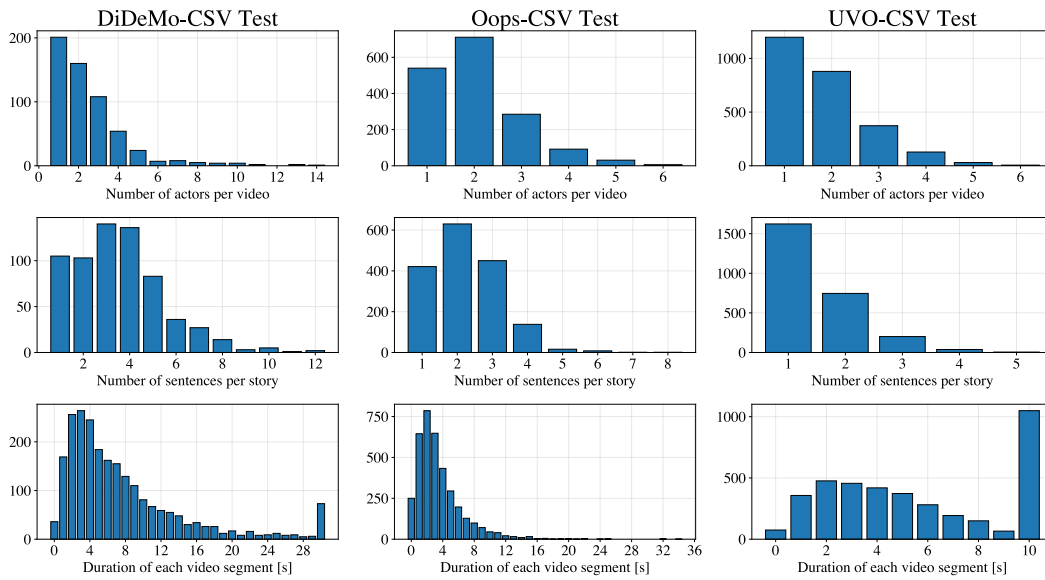 DiDeMo-CSV Test
Oops-CSV Test
UVO-CSV Test
200
100
0
0 2 4 6 8 10 12 14
Number of actors per video
600
400
200
0
1 2 3 4 5 6
Number of actors per video
1000
500
0
1 2 3 4 5 6
Number of actors per video
100
50
0
2 4 6 8 10 12
Number of sentences per story
600
400
200
0
1 2 3 4 5 6 7 8
Number of sentences per story
1500
1000
500
0
1 2 3 4 5
Number of sentences per story
200
100
0
0 4 8 12 16 20 24 28
Duration of each video segment [s]
750
500
250
0
0 4 8 12 16 20 24 28 32 36
Duration of each video segment [s]
1000
500
0
0 2 4 6 8 10
Duration of each video segment [s]